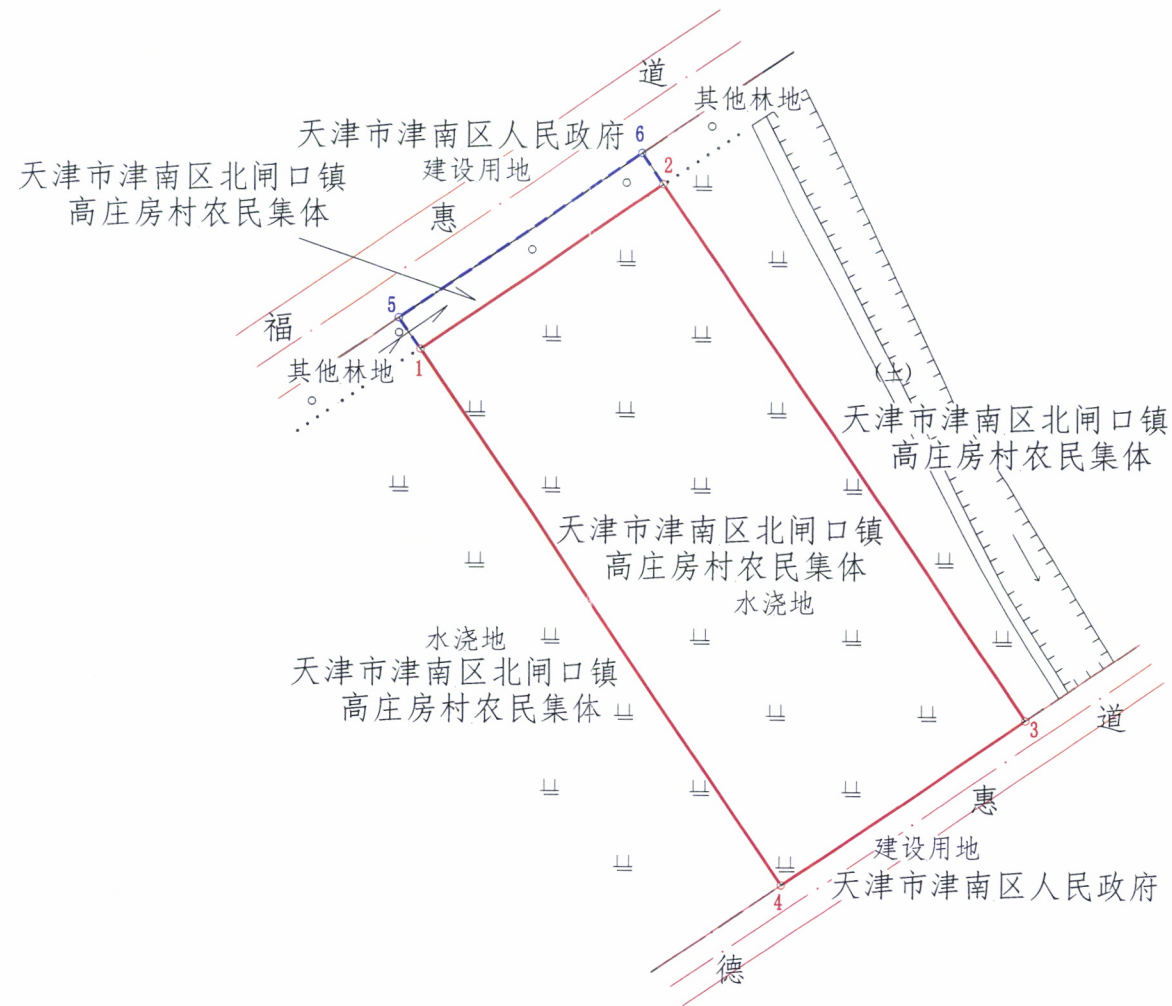 道
其他林地
天津市津南区人民政府
6
建设用地
2
天津市津南区北闸口镇
高庄房村农民集体
惠
5
福
1
其他林地
(土)
天津市津南区北闸口镇
高庄房村农民集体
天津市津南区北闸口镇
高庄房村农民集体
水浇地
水浇地
天津市津南区北闸口镇
高庄房村农民集体
3
道
惠
建设用地
天津市津南区人民政府
4
德